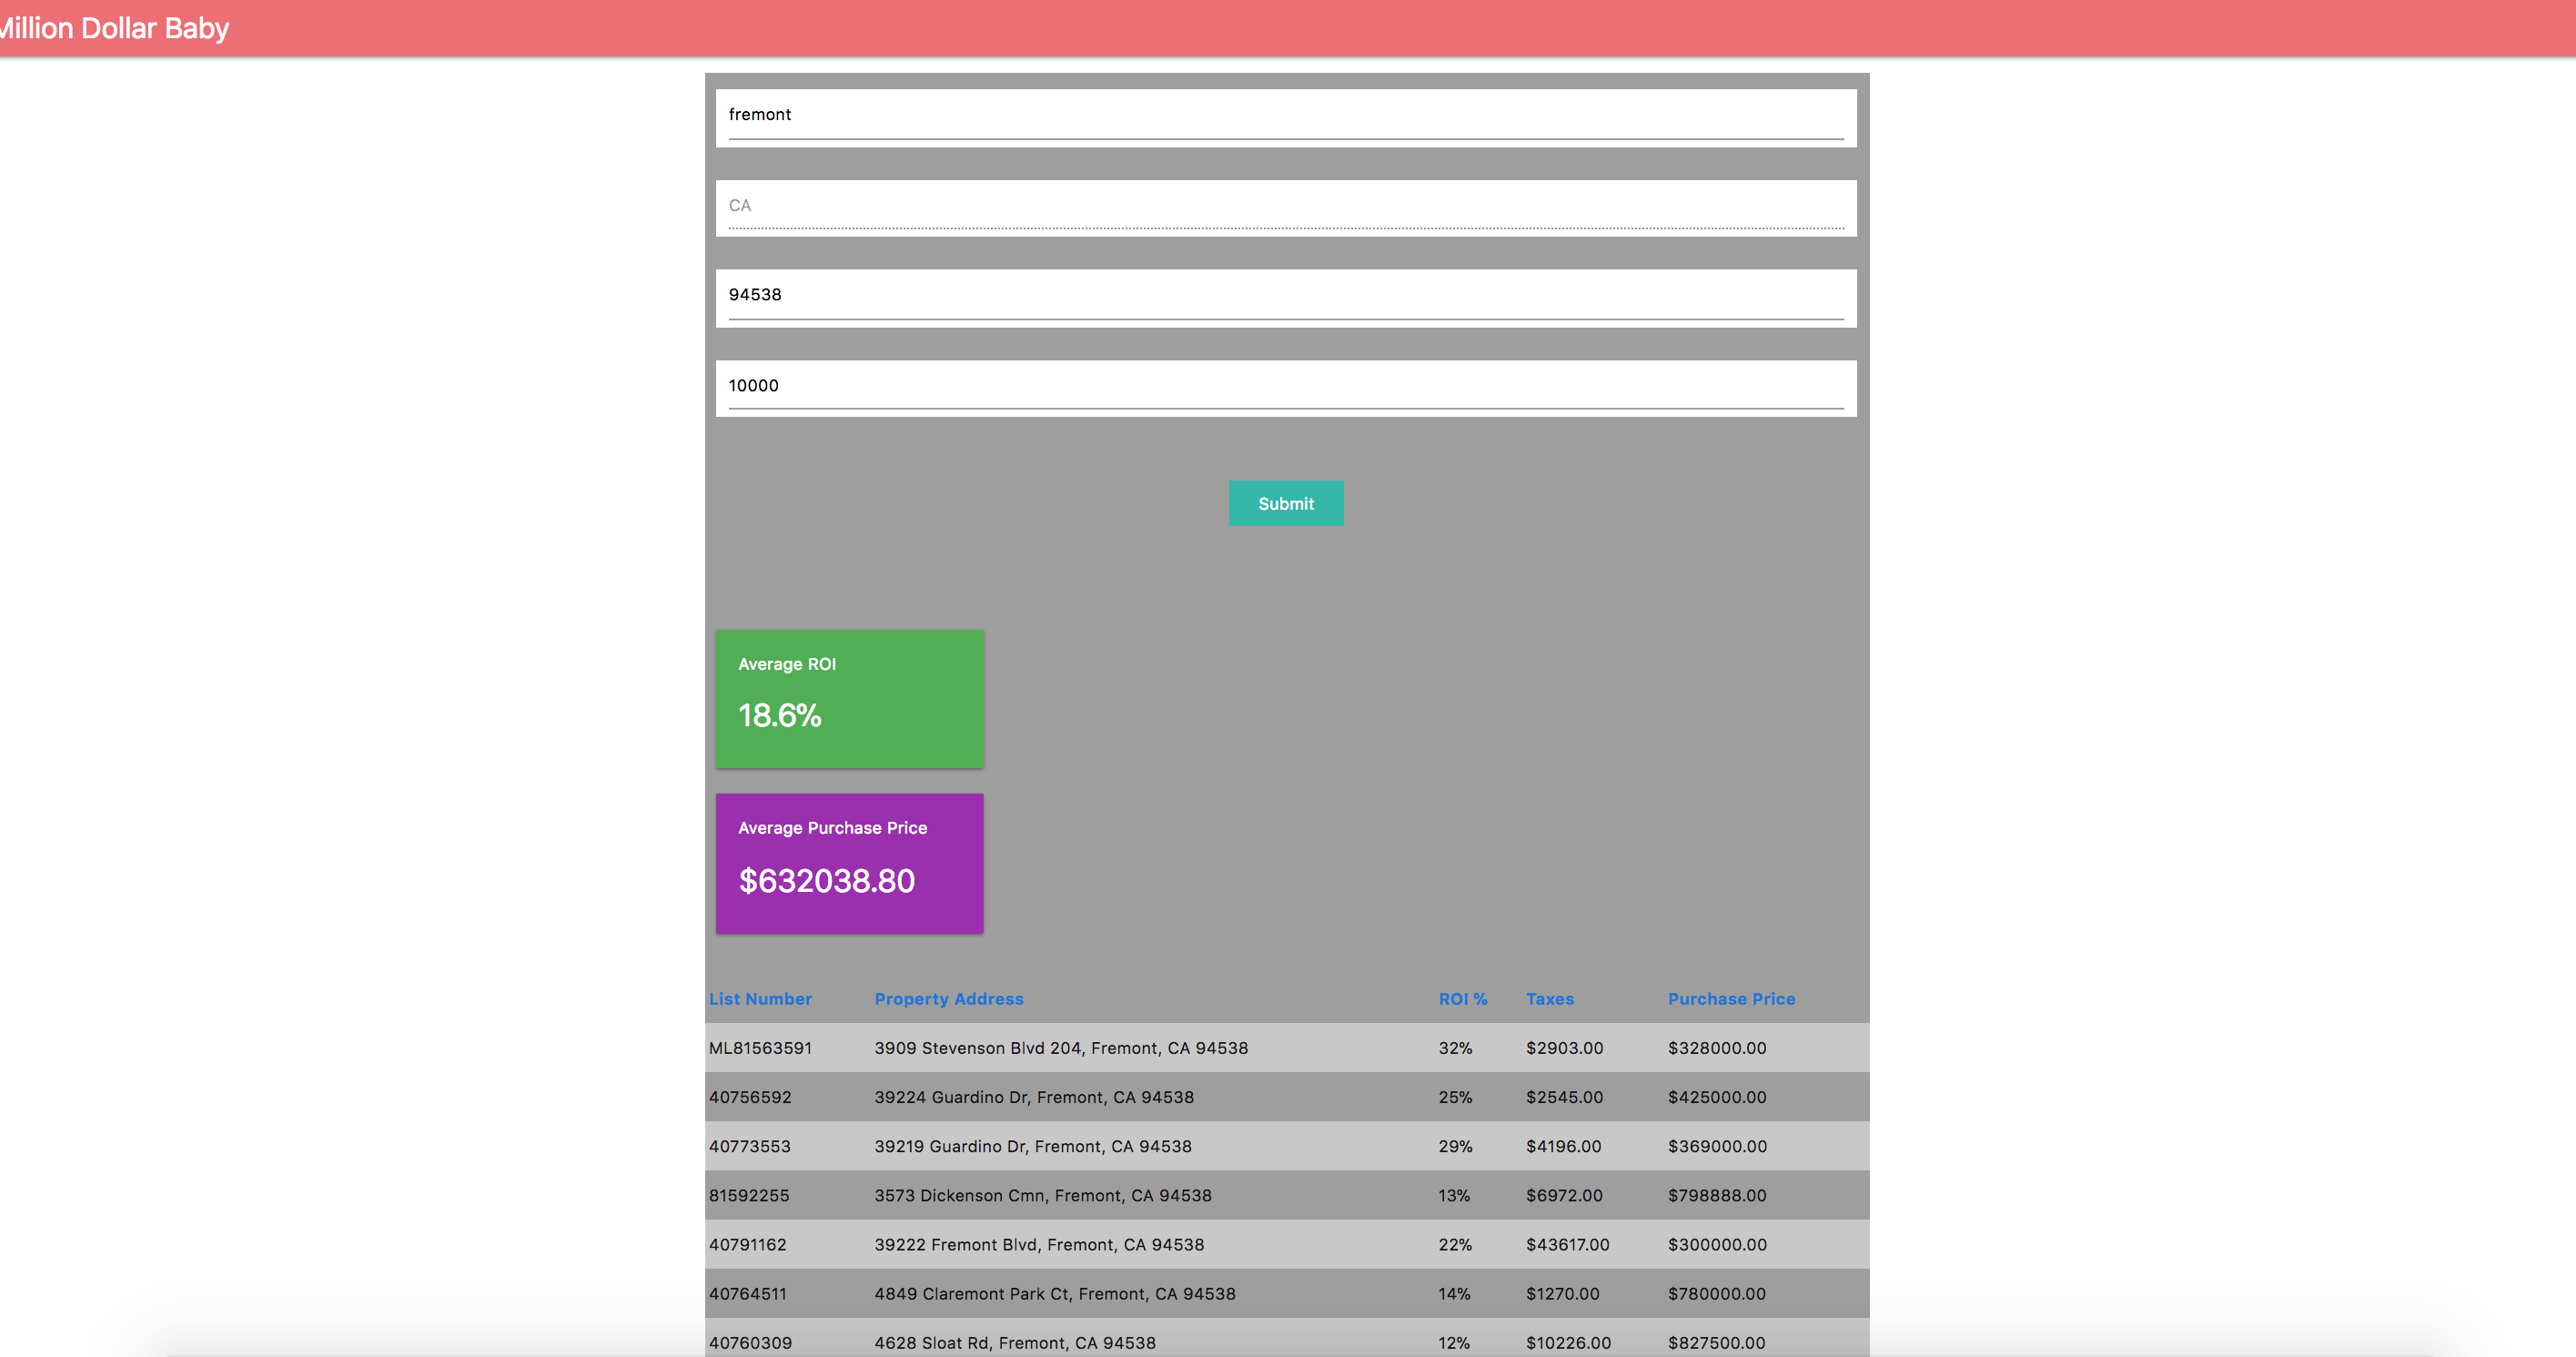 Million Dollar Baby
fremont
CA
94538
10000
Submit
Average ROI
18.6%
Average Purchase Price
$632038.80
List Number Property Address ROI % Taxes Purchase Price
ML81563591 3909 Stevenson Blvd 204, Fremont, CA 94538 32% $2903.00 $328000.00
40756592 39224 Guardino Dr, Fremont, CA 94538 25% $2545.00 $425000.00
40773553 39219 Guardino Dr, Fremont, CA 94538 29% $4196.00 $369000.00
81592255 3573 Dickenson Cmn, Fremont, CA 94538 13% $6972.00 $798888.00
40791162 39222 Fremont Blvd, Fremont, CA 94538 22% $43617.00 $300000.00
40764511 4849 Claremont Park Ct, Fremont, CA 94538 14% $1270.00 $780000.00
40760309 4628 Sloat Rd, Fremont, CA 94538 12% $10226.00 $827500.00